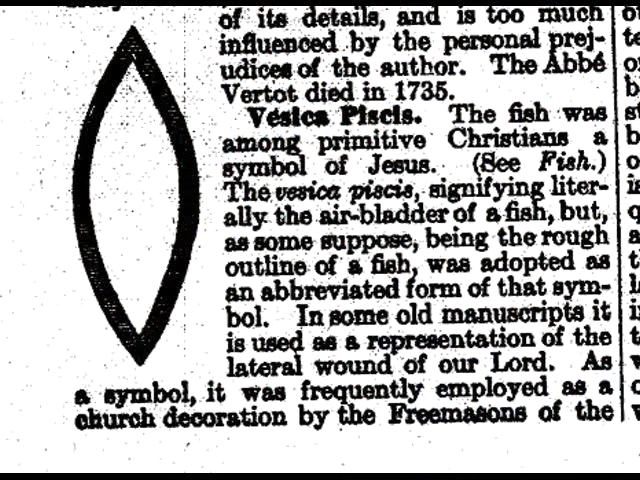 of its details, and is too much
influenced by the personal prej-
udices of the author. The Abbé
Vertot died in 1735.
Vesica Piscis. The fish was
among primitive Christians a
symbol of Jesus. (See Fish.)
The vesica piscis, signifying liter-
ally the air-bladder of a fish, but,
as some suppose, being the rough
outline of a fish, was adopted as
an abbreviated form of that sym-
bol. In some old manuscripts it
is used as a representation of the
lateral wound of our Lord. As
a symbol, it was frequently employed as a
church decoration by the Freemasons of the